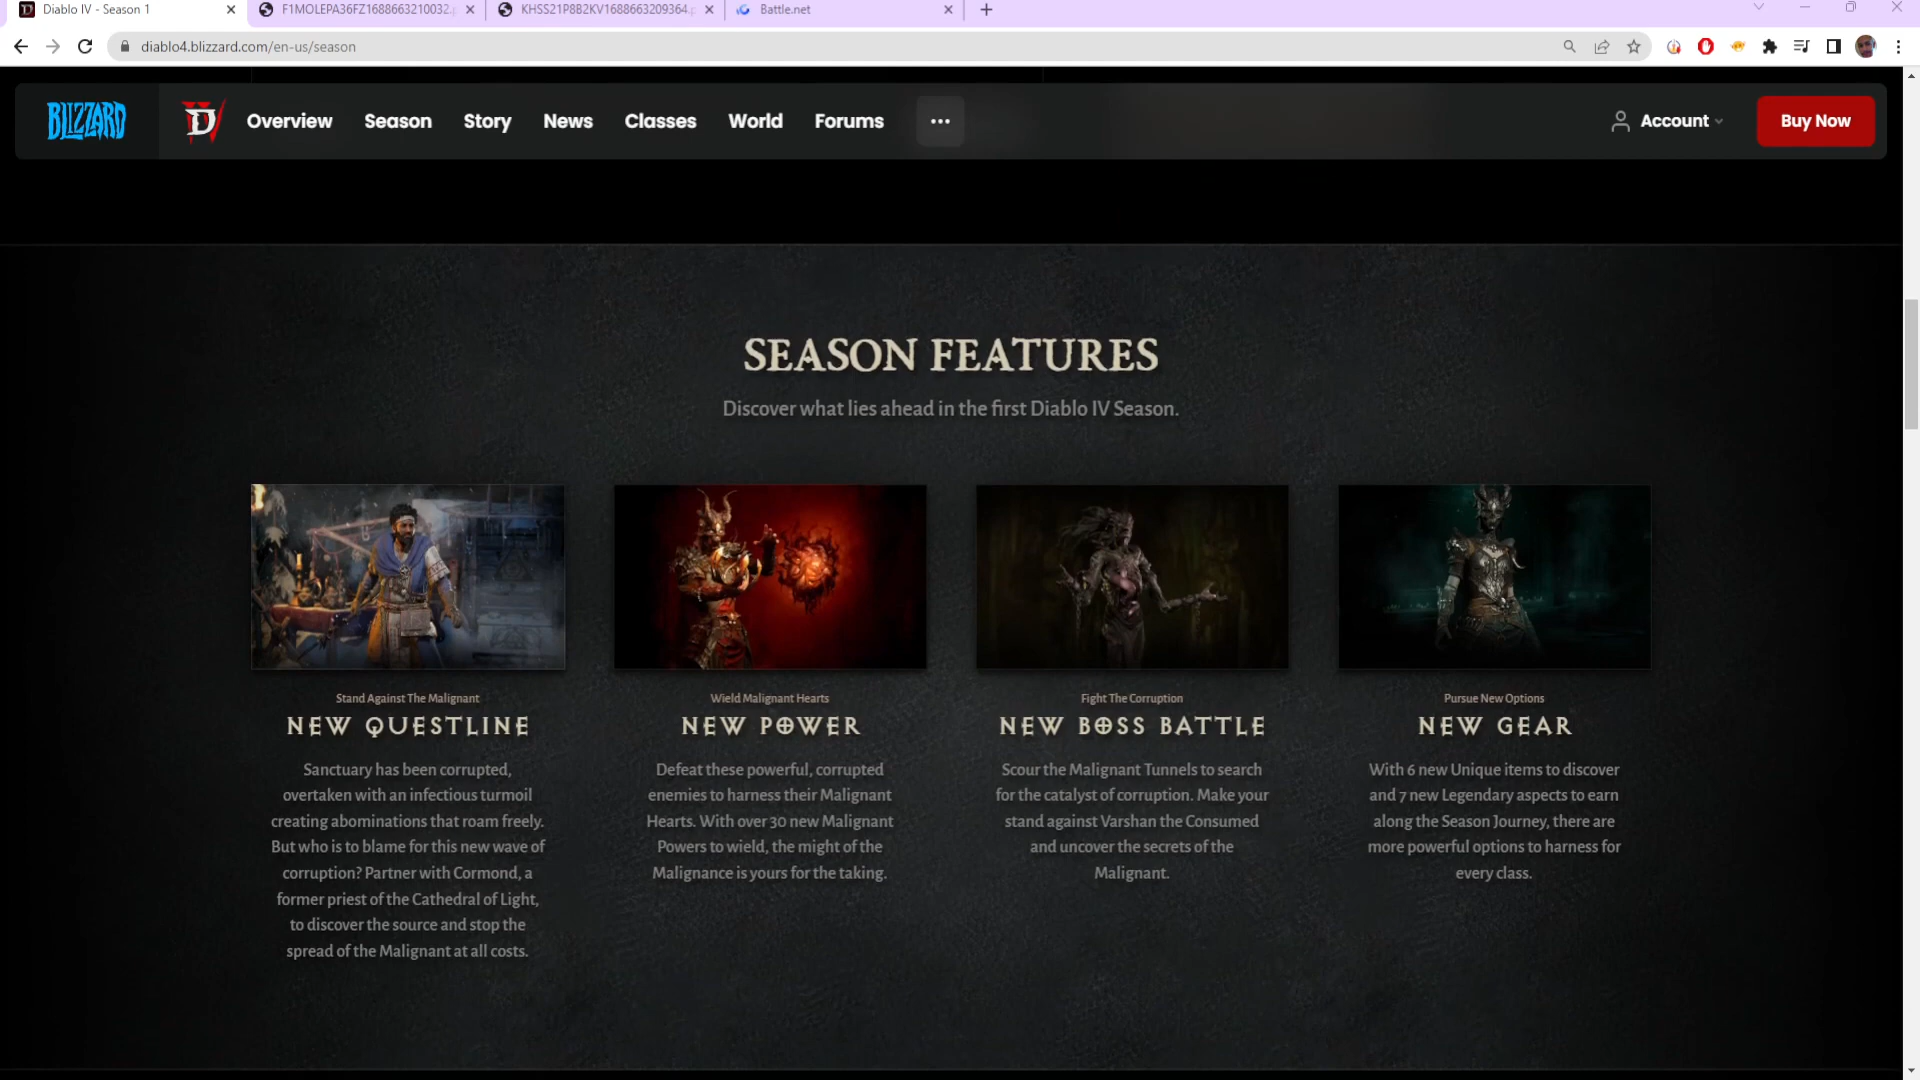 Diablo IV - Season 1
F1MOLEPA36FZ1688663210032.
KHSS21P8B2KV1688663209364.p
Battle.net
diablo4.blizzard.com/en-us/season
BLIZZARD
Overview
Season
Story
News
Classes
World
Forums
Account
Buy Now
SEASON FEATURES
Discover what lies ahead in the first Diablo IV Season.
Stand Against The Malignant
NEW QUESTLINE
Sanctuary has been corrupted,
overtaken with an infectious turmoil
creating abominations that roam freely.
But who is to blame for this new wave of
corruption? Partner with Cormond, a
former priest of the Cathedral of Light,
to discover the source and stop the
spread of the Malignant at all costs.
Wield Malignant Hearts
NEW POWER
Defeat these powerful, corrupted
enemies to harness their Malignant
Hearts. With over 30 new Malignant
Powers to wield, the might of the
Malignance is yours for the taking.
Fight The Corruption
NEW BOSS BATTLE
Scour the Malignant Tunnels to search
for the catalyst of corruption. Make your
stand against Varshan the Consumed
and uncover the secrets of the
Malignant.
Pursue New Options
NEW GEAR
With 6 new Unique items to discover
and 7 new Legendary aspects to earn
along the Season Journey, there are
more powerful options to harness for
every class.